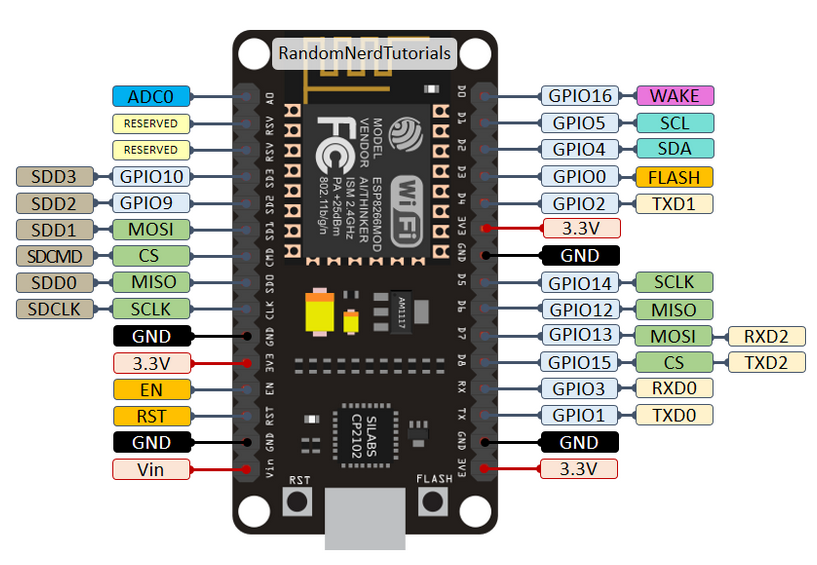 RandomNerdTutorials
ADC0 A0 D0 GPIO16 WAKE
RESERVED RSV D1 GPIO5 SCL
RESERVED RSV D2 GPIO4 SDA
SDD3 GPIO10 SD3 D3 GPIO0 FLASH
SDD2 GPIO9 SD2 D4 GPIO2 TXD1
SDD1 MOSI SD1 3V3 3.3V
SDCMD CS CMD GND GND
SDD0 MISO SD0 D5 GPIO14 SCLK
SDCLK SCLK CLK D6 GPIO12 MISO
GND GND D7 GPIO13 MOSI RXD2
3.3V 3V3 D8 GPIO15 CS TXD2
EN EN RX GPIO3 RXD0
RST RST TX GPIO1 TXD0
GND GND GND GND
Vin Vin 3V3 3.3V
MODEL ESP8266MOD
VENDOR AI/THINKER
ISM 2.4GHz
PA +25dBm
802.11b/g/n
FC
Wi Fi
AM1117
SILABS
CP2102
RST
FLASH